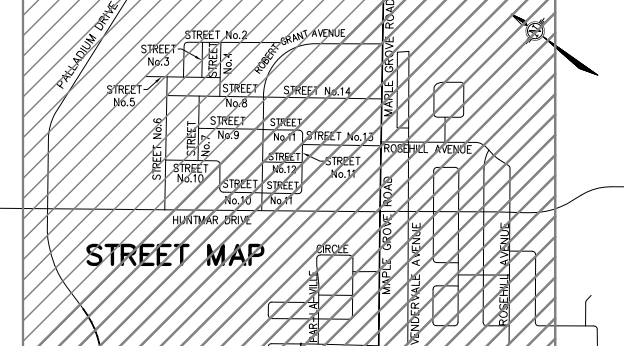 PALLADIUM DRIVE
STREET No.2
STREET
No.3
STREET
No.4
ROBERT GRANT AVENUE
MAPLE GROVE ROAD
STREET
No.5
STREET
No.8
STREET No.14
STREET No.6
STREET
No.7
STREET
No.9
STREET
No.11
STREET No.13
ROSEHILL AVENUE
STREET
No.10
STREET
No.12
STREET
No.11
STREET
No.10
STREET
No.11
HUNTMAR DRIVE
MAPLE GROVE ROAD
STREET MAP
CIRCLE
PAR-LA-VILLE
VENDERVALE AVENUE
ROSEHILL AVENUE